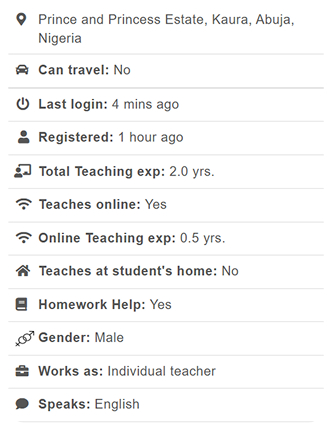 Prince and Princess Estate, Kaura, Abuja,
Nigeria
Can travel: No
Last login: 4 mins ago
Registered: 1 hour ago
Total Teaching exp: 2.0 yrs.
Teaches online: Yes
Online Teaching exp: 0.5 yrs.
Teaches at student's home: No
Homework Help: Yes
Gender: Male
Works as: Individual teacher
Speaks: English